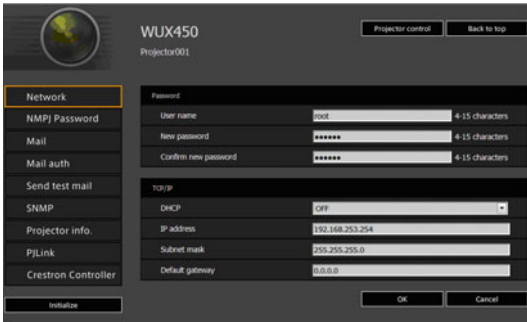 WUX450
Projector control
Back to top
Projector001
Network
NMPJ Password
Mail
Mail auth
Send test mail
SNMP
Projector info.
PJLink
Crestron Controller
Initialize
Password
User name root 4-15 characters
New password ●●●●●● 4-15 characters
Confirm new password ●●●●●● 4-15 characters
TCP/IP
DHCP OFF
IP address 192.168.253.254
Subnet mask 255.255.255.0
Default gateway 0.0.0.0
OK Cancel